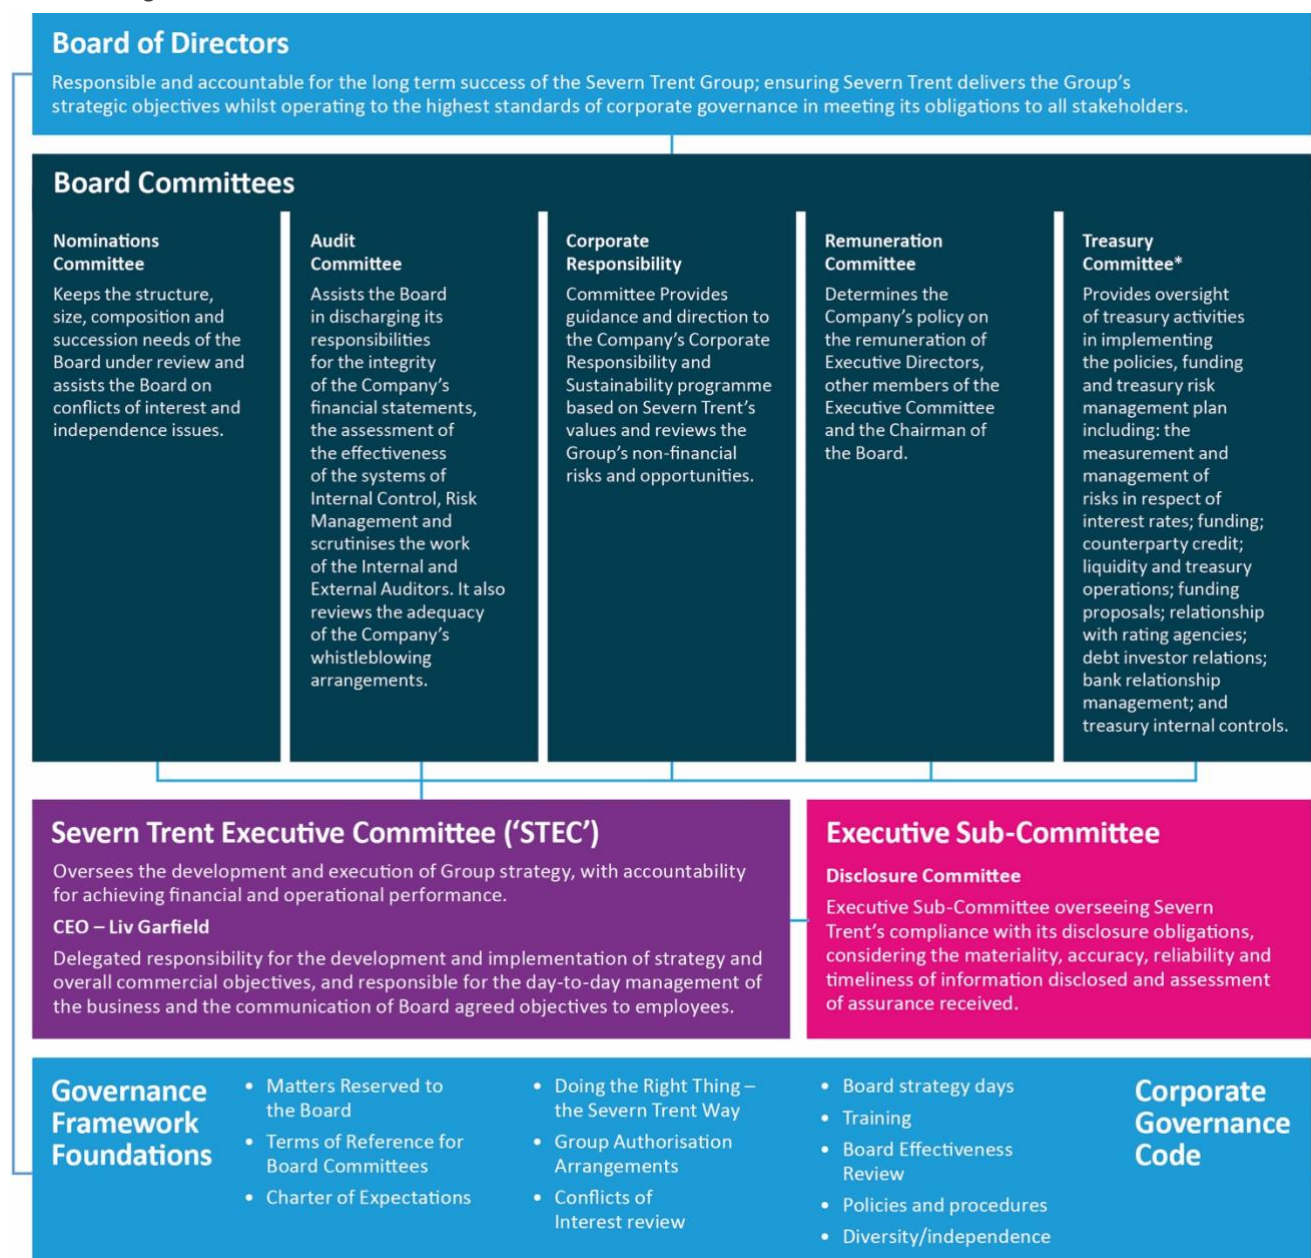 Board of Directors
Responsible and accountable for the long term success of the Severn Trent Group; ensuring Severn Trent delivers the Group's
strategic objectives whilst operating to the highest standards of corporate governance in meeting its obligations to all stakeholders.
Board Committees
Nominations
Committee
Keeps the structure,
size, composition and
succession needs of the
Board under review and
assists the Board on
conflicts of interest and
independence issues.
Audit
Committee
Assists the Board
in discharging its
responsibilities
for the integrity
of the Company's
financial statements,
the assessment of
the effectiveness
of the systems of
Internal Control, Risk
Management and
scrutinises the work
of the Internal and
External Auditors. It also
reviews the adequacy
of the Company's
whistleblowing
arrangements.
Corporate
Responsibility
Committee Provides
guidance and direction to
the Company's Corporate
Responsibility and
Sustainability programme
based on Severn Trent's
values and reviews the
Group's non-financial
risks and opportunities.
Remuneration
Committee
Determines the
Company's policy on
the remuneration of
Executive Directors,
other members of the
Executive Committee
and the Chairman of
the Board.
Treasury
Committee*
Provides oversight
of treasury activities
in implementing
the policies, funding
and treasury risk
management plan
including: the
measurement and
management of
risks in respect of
interest rates; funding;
counterparty credit;
liquidity and treasury
operations; funding
proposals; relationship
with rating agencies;
debt investor relations;
bank relationship
management; and
treasury internal controls.
Severn Trent Executive Committee ('STEC')
Oversees the development and execution of Group strategy, with accountability
for achieving financial and operational performance.
CEO – Liv Garfield
Delegated responsibility for the development and implementation of strategy and
overall commercial objectives, and responsible for the day-to-day management of
the business and the communication of Board agreed objectives to employees.
Executive Sub-Committee
Disclosure Committee
Executive Sub-Committee overseeing Severn
Trent's compliance with its disclosure obligations,
considering the materiality, accuracy, reliability and
timeliness of information disclosed and assessment
of assurance received.
Governance
Framework
Foundations
• Matters Reserved to
the Board
• Terms of Reference for
Board Committees
• Charter of Expectations
• Doing the Right Thing –
the Severn Trent Way
• Group Authorisation
Arrangements
• Conflicts of
Interest review
• Board strategy days
• Training
• Board Effectiveness
Review
• Policies and procedures
• Diversity/independence
Corporate
Governance
Code